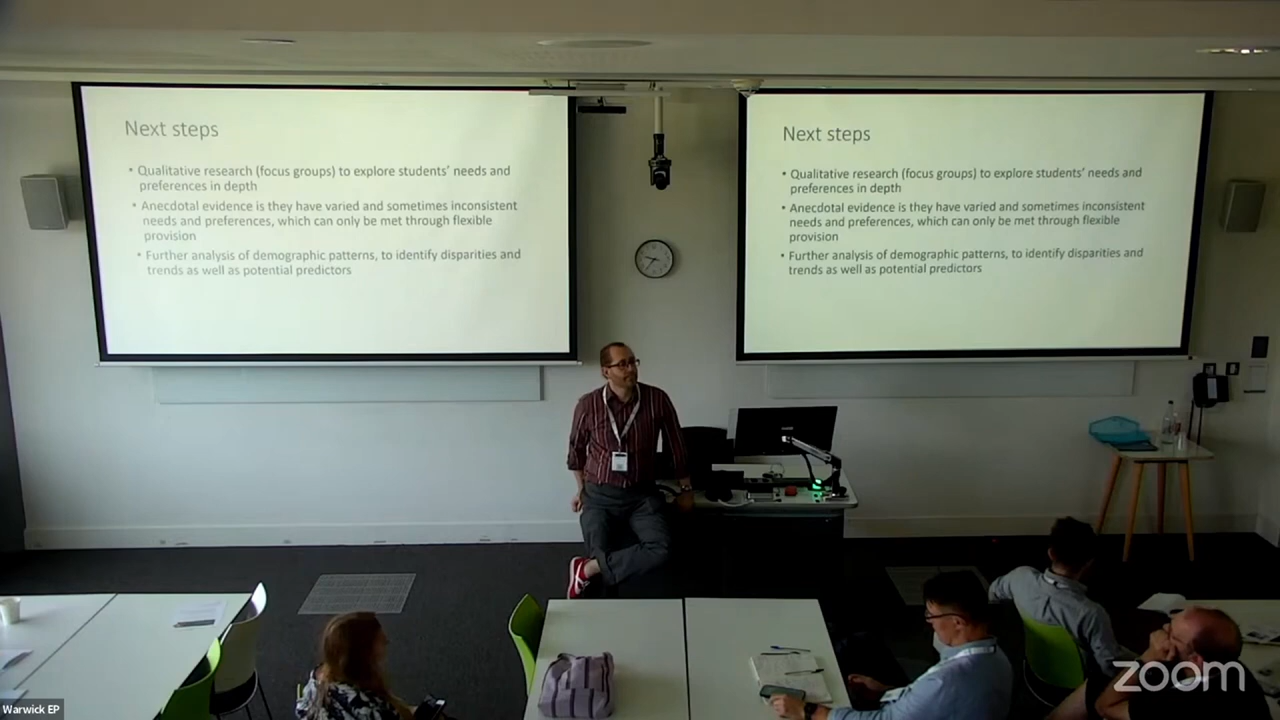 Next steps
• Qualitative research (focus groups) to explore students' needs and
preferences in depth
• Anecdotal evidence is they have varied and sometimes inconsistent
needs and preferences, which can only be met through flexible
provision
• Further analysis of demographic patterns, to identify disparities and
trends as well as potential predictors
Next steps
• Qualitative research (focus groups) to explore students' needs and
preferences in depth
• Anecdotal evidence is they have varied and sometimes inconsistent
needs and preferences, which can only be met through flexible
provision
• Further analysis of demographic patterns, to identify disparities and
trends as well as potential predictors
Warwick EP
zoom